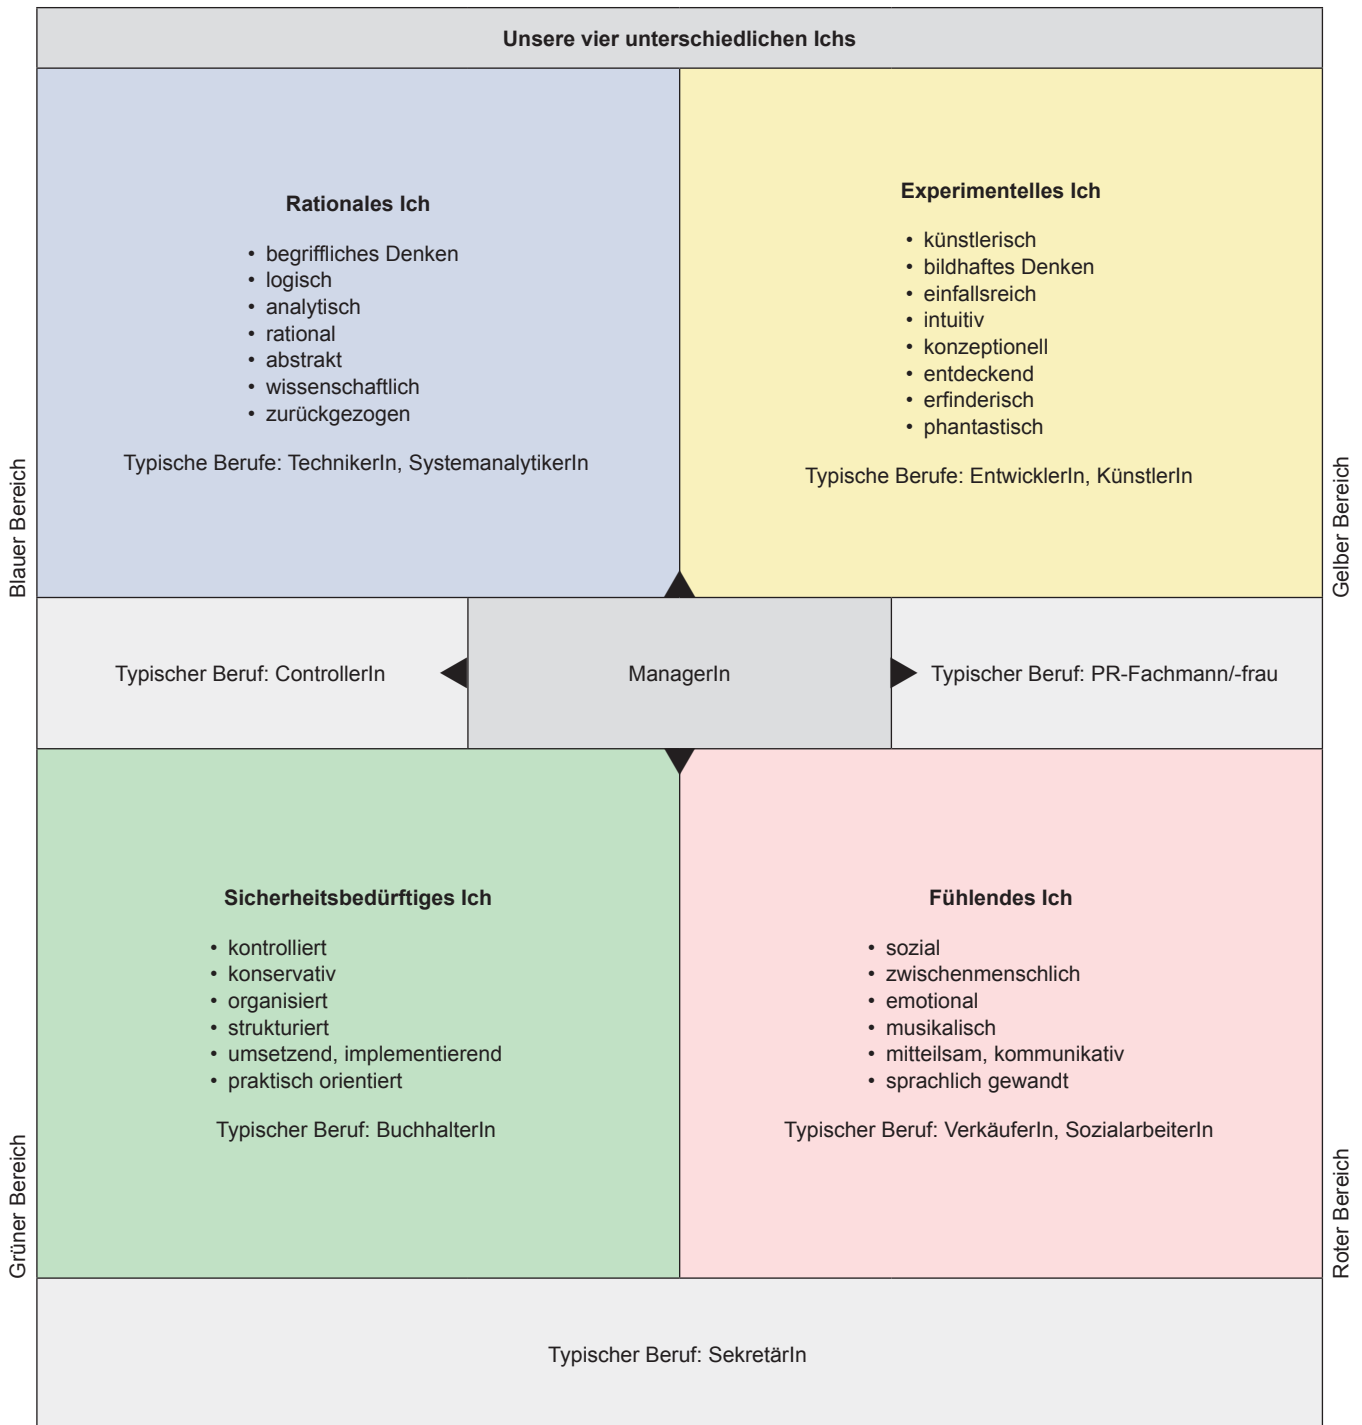 Unsere vier unterschiedlichen Ichs
Blauer Bereich
Rationales Ich
• begriffliches Denken
• logisch
• analytisch
• rational
• abstrakt
• wissenschaftlich
• zurückgezogen
Typische Berufe: TechnikerIn, SystemanalytikerIn
Experimentelles Ich
• künstlerisch
• bildhaftes Denken
• einfallsreich
• intuitiv
• konzeptionell
• entdeckend
• erfinderisch
• phantastisch
Typische Berufe: EntwicklerIn, KünstlerIn
Gelber Bereich
Typischer Beruf: ControllerIn
ManagerIn
Typischer Beruf: PR-Fachmann/-frau
Grüner Bereich
Sicherheitsbedürftiges Ich
• kontrolliert
• konservativ
• organisiert
• strukturiert
• umsetzend, implementierend
• praktisch orientiert
Typischer Beruf: BuchhalterIn
Fühlendes Ich
• sozial
• zwischenmenschlich
• emotional
• musikalisch
• mitteilsam, kommunikativ
• sprachlich gewandt
Typischer Beruf: VerkäuferIn, SozialarbeiterIn
Roter Bereich
Typischer Beruf: SekretärIn